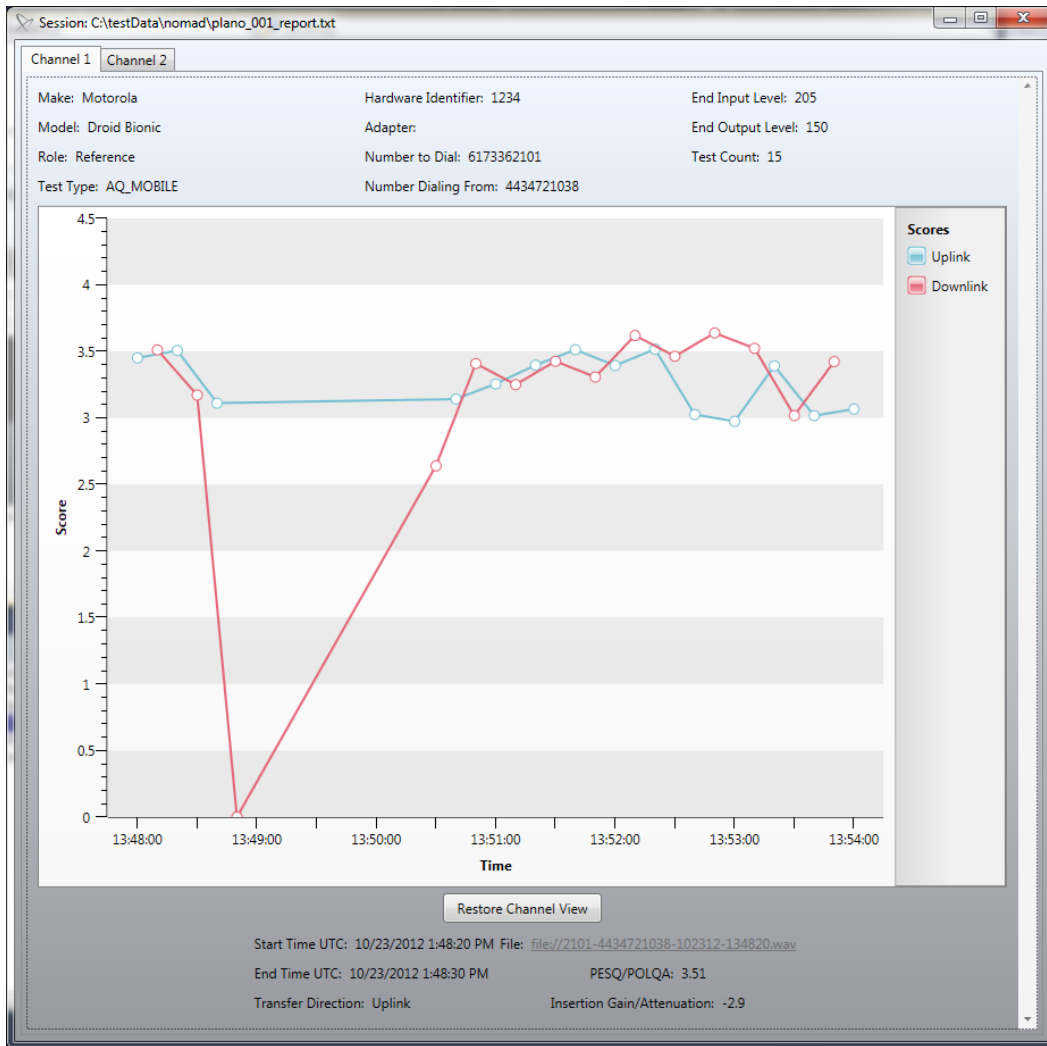 Session: C:\testData\nomad\plano_001_report.txt
Channel 1 Channel 2
Make: Motorola Hardware Identifier: 1234 End Input Level: 205
Model: Droid Bionic Adapter: End Output Level: 150
Role: Reference Number to Dial: 6173362101 Test Count: 15
Test Type: AQ_MOBILE Number Dialing From: 4434721038
4.5
4
3.5
3
2.5
2
1.5
1
0.5
0
Score
13:48:00 13:49:00 13:50:00 13:51:00 13:52:00 13:53:00 13:54:00
Time
Scores
Uplink
Downlink
Restore Channel View
Start Time UTC: 10/23/2012 1:48:20 PM File: file://2101-4434721038-102312-134820.wav
End Time UTC: 10/23/2012 1:48:30 PM PESQ/POLQA: 3.51
Transfer Direction: Uplink Insertion Gain/Attenuation: -2.9